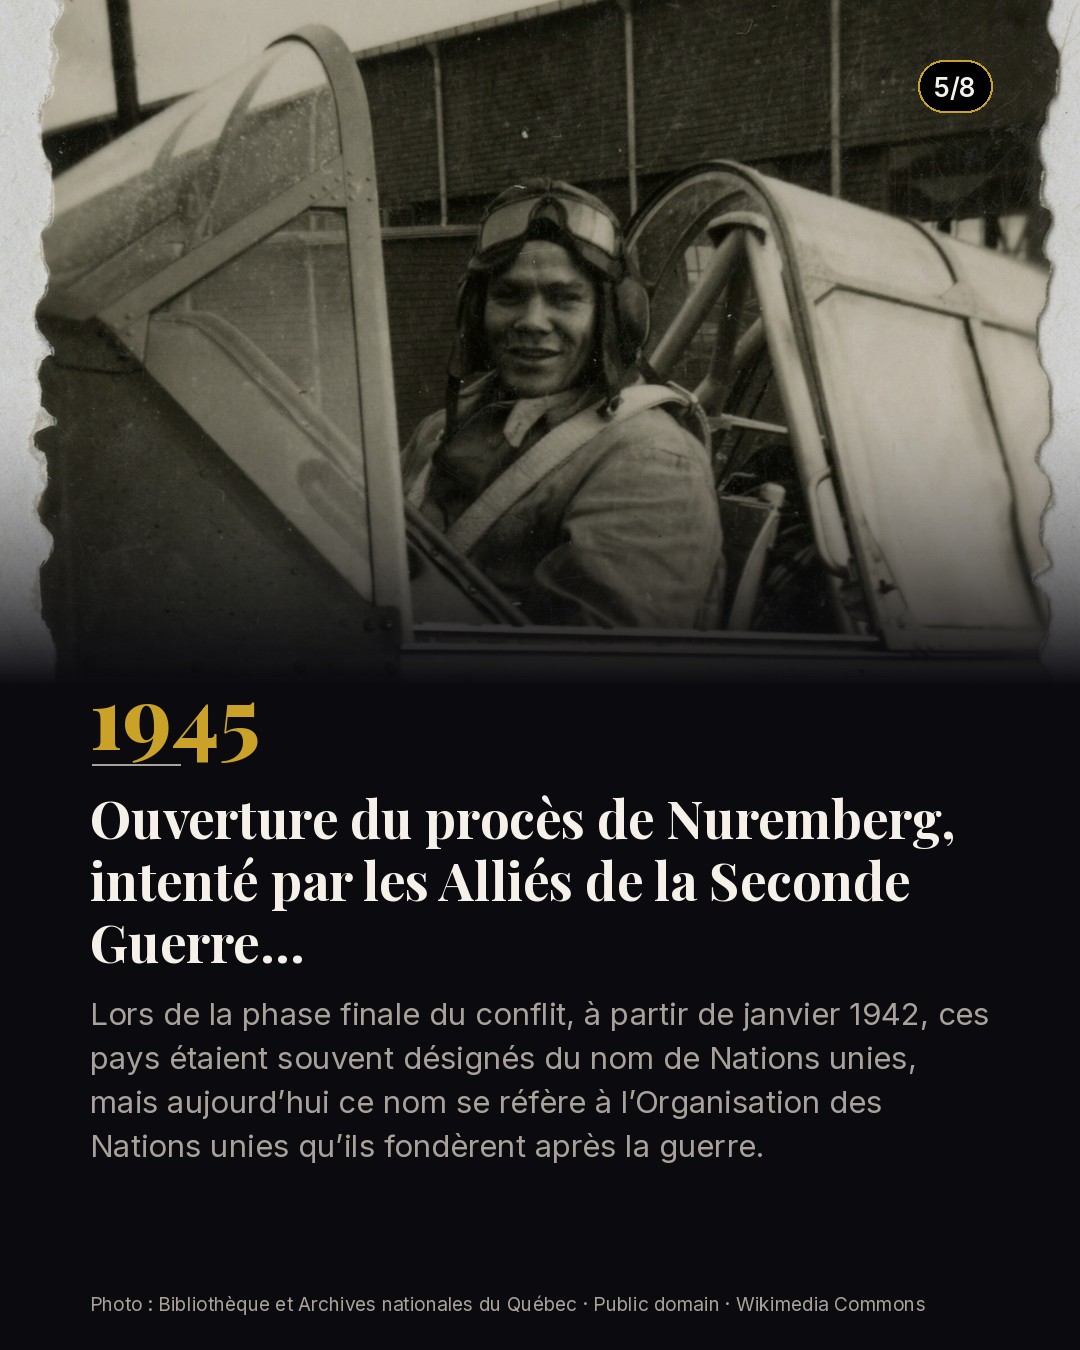 5/8
1945
Ouverture du procès de Nuremberg,
intenté par les Alliés de la Seconde
Guerre…
Lors de la phase finale du conflit, à partir de janvier 1942, ces
pays étaient souvent désignés du nom de Nations unies,
mais aujourd’hui ce nom se réfère à l’Organisation des
Nations unies qu’ils fondèrent après la guerre.
Photo : Bibliothèque et Archives nationales du Québec · Public domain · Wikimedia Commons